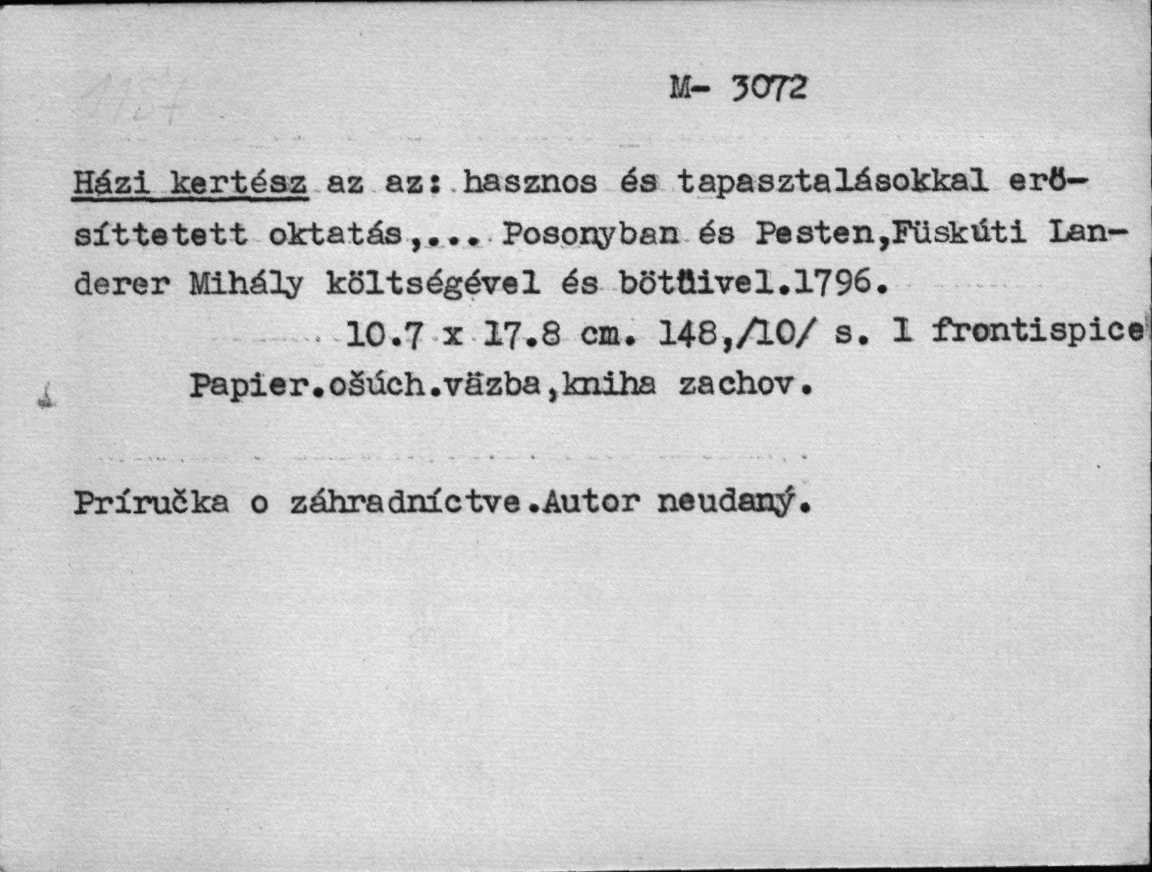 1157
M- 3072
Házi kertész az az: hasznos és tapasztalásokkal erő-
síttetett oktatás,... Posonyban és Pesten,Füskúti Lan-
derer Mihály költségével és bötűivel.1796.
10.7 x 17.8 cm. 148,/10/ s. 1 frontispice
Papier.ošúch.väzba,kniha zachov.
Príručka o záhradníctve.Autor neudaný.